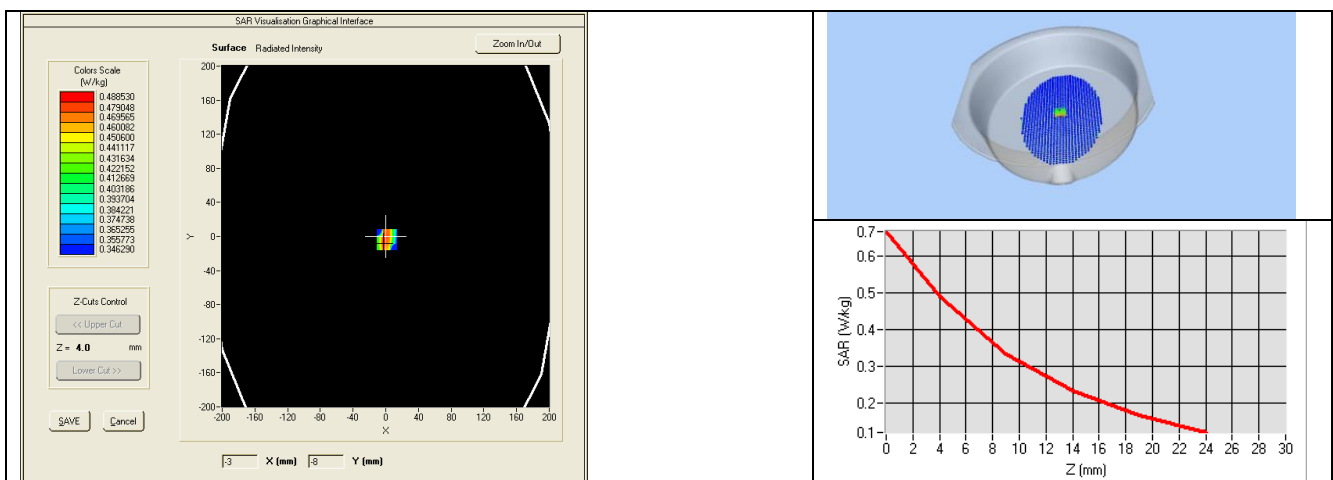 SAR Visualisation Graphical Interface
Surface Radiated Intensity
Zoom In/Out
Colors Scale
(W/kg)
0.488530
0.479048
0.469565
0.460082
0.450600
0.441117
0.431634
0.422152
0.412669
0.403186
0.393704
0.384221
0.374738
0.365255
0.355773
0.346290
Z-Cuts Control
<< Upper Cut
Z = 4.0 mm
Lower Cut >>
SAVE Cancel
200
160
120
80
40
Y 0
-40
-80
-120
-160
-200
-200 -160 -120 -80 -40 0 40 80 120 160 200
X
-3 X (mm) -8 Y (mm)
SAR (W/kg)
0.7
0.6
0.5
0.4
0.3
0.2
0.1
0 2 4 6 8 10 12 14 16 18 20 22 24 26 28 30
Z (mm)